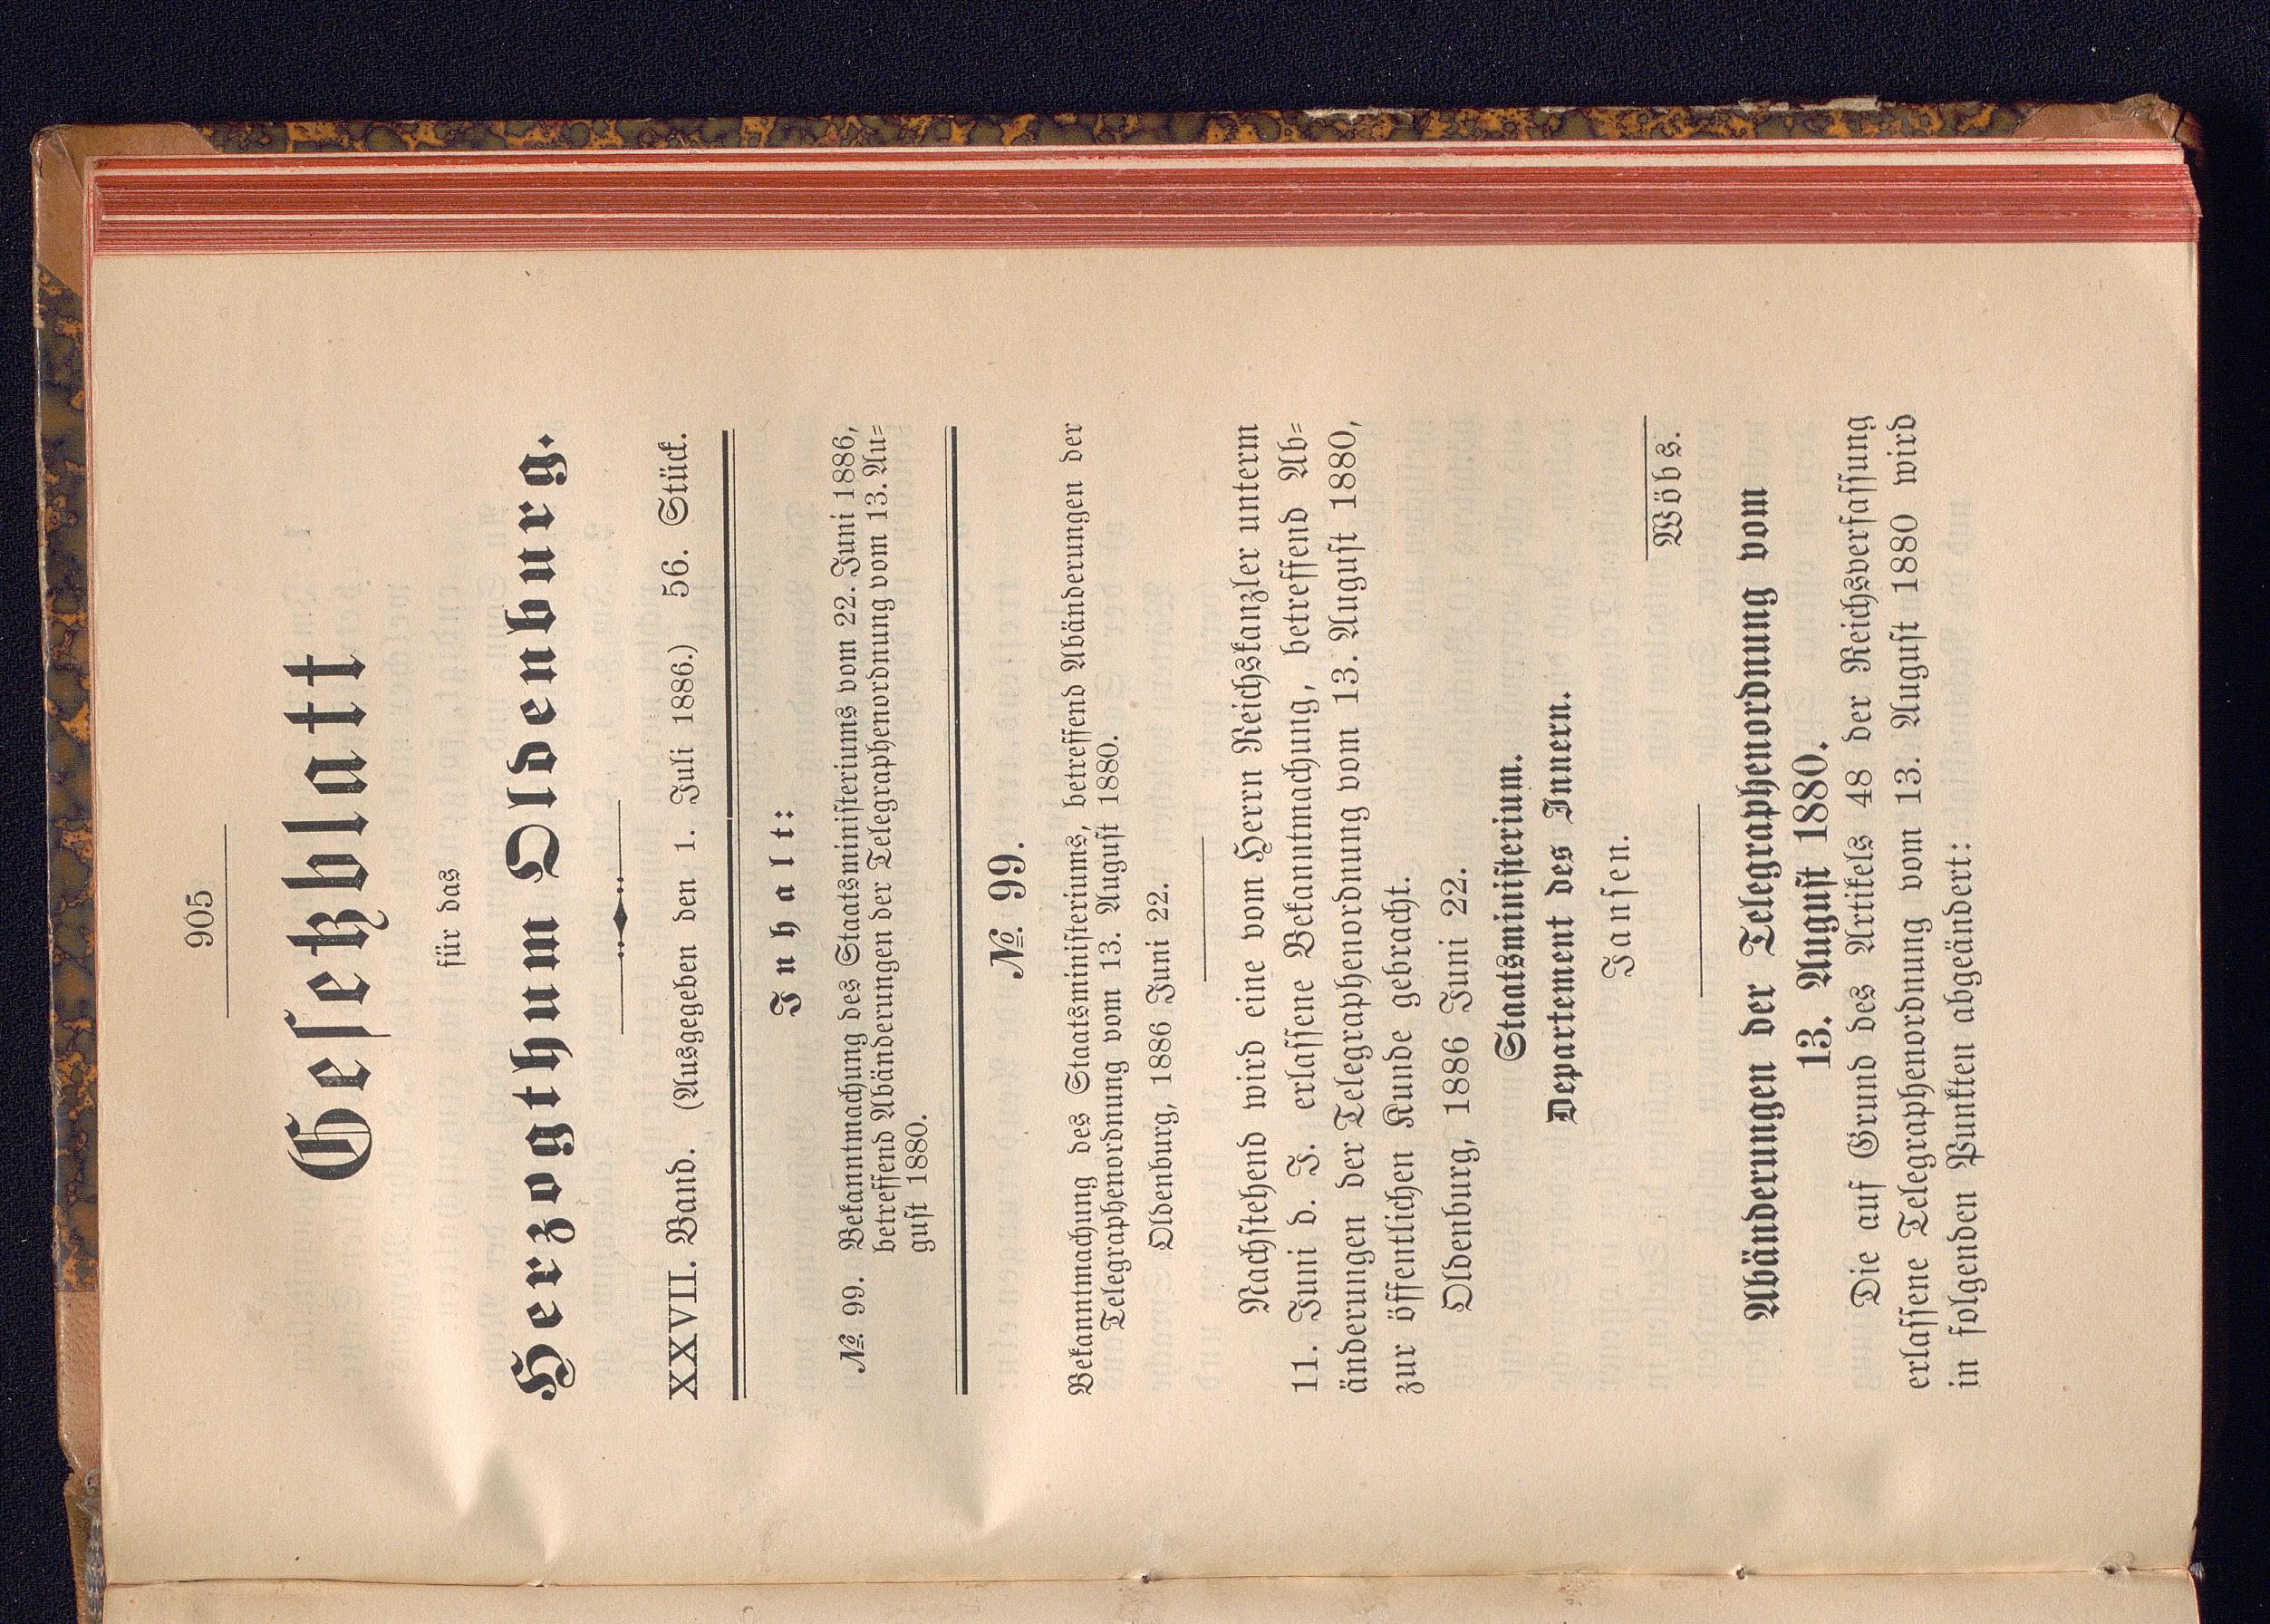 905
Gesetzblatt
für das
Herzogthum Oldenburg.
XXVII. Band. (Ausgegeben den 1. Juli 1886.) 56. Stück.
Inhalt:
№. 99. Bekanntmachung des Staatsministeriums vom 22. Juni 1886,
betreffend Abänderungen der Telegraphenordnung vom 13. Au=
gust 1880.
№. 99.
Bekanntmachung des Staatsministeriums, betreffend Abänderungen der
Telegraphenordnung vom 13. August 1880.
Oldenburg, 1886 Juni 22.
Nachstehend wird eine vom Herrn Reichskanzler unterm
11. Juni d. J. erlassene Bekanntmachung, betreffend Ab=
änderungen der Telegraphenordnung vom 13. August 1880,
zur öffentlichen Kunde gebracht.
Oldenburg, 1886 Juni 22.
Staatsministerium.
Departement des Innern.
Jansen.
Wöbs.
Abänderungen der Telegraphenordnung vom
13. August 1880.
Die auf Grund des Artikels 48 der Reichsverfassung
erlassene Telegraphenordnung vom 13. August 1880 wird
in folgenden Punkten abgeändert: